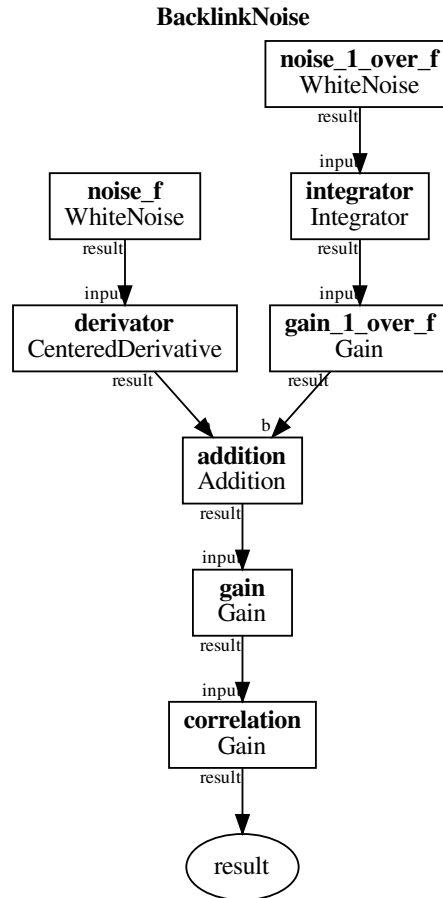 BacklinkNoise
noise_1_over_f
WhiteNoise
result
input
noise_f
WhiteNoise
result
integrator
Integrator
result
input
input
derivator
CenteredDerivative
result
gain_1_over_f
Gain
result
b
addition
Addition
result
input
gain
Gain
result
input
correlation
Gain
result
result